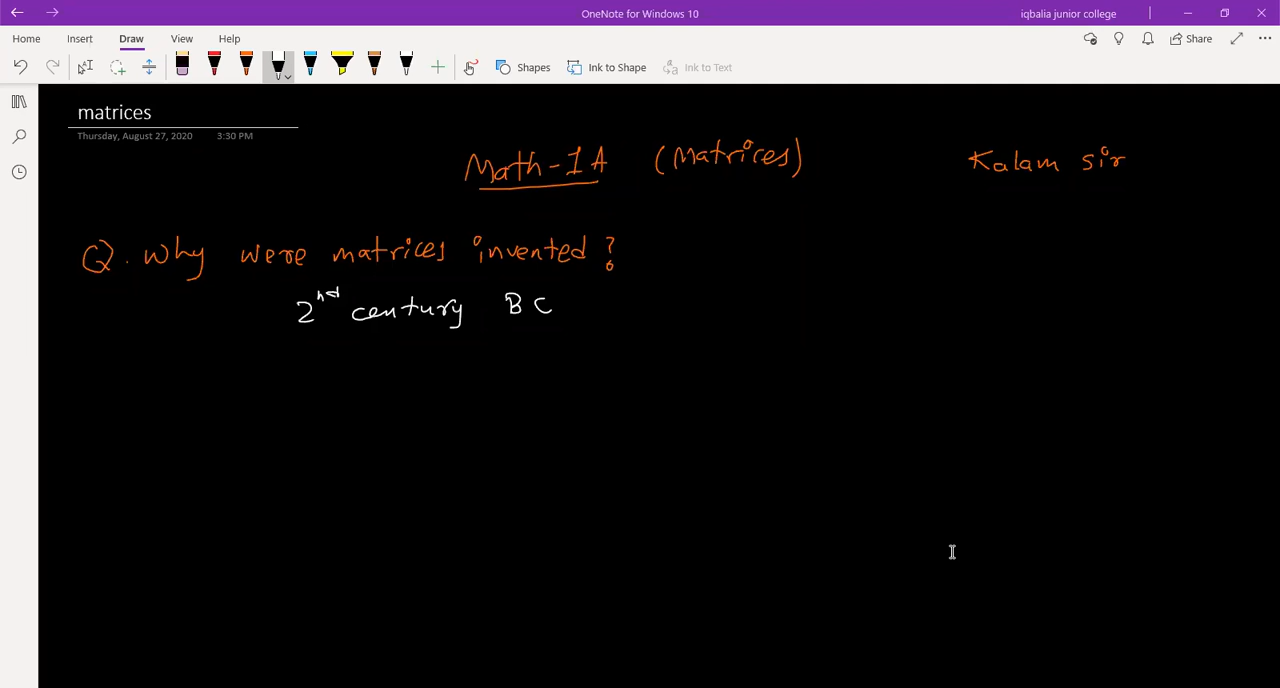 OneNote for Windows 10
iqbalia junior college
Home Insert Draw View Help
Share
Shapes Ink to Shape Ink to Text
matrices
Thursday, August 27, 2020 3:30 PM
Math-1A (Matrices) Kalam sir
Q. Why were matrices invented?
2nd century BC